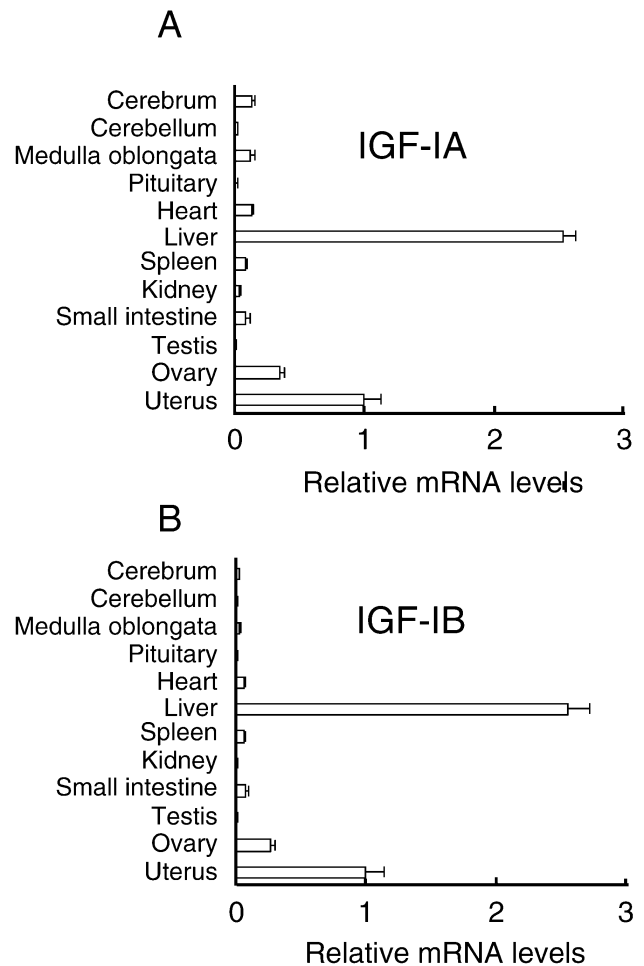 A
Cerebrum
Cerebellum
Medulla oblongata
Pituitary
Heart
Liver
Spleen
Kidney
Small intestine
Testis
Ovary
Uterus
IGF-IA
0 1 2 3
Relative mRNA levels
B
Cerebrum
Cerebellum
Medulla oblongata
Pituitary
Heart
Liver
Spleen
Kidney
Small intestine
Testis
Ovary
Uterus
IGF-IB
0 1 2 3
Relative mRNA levels